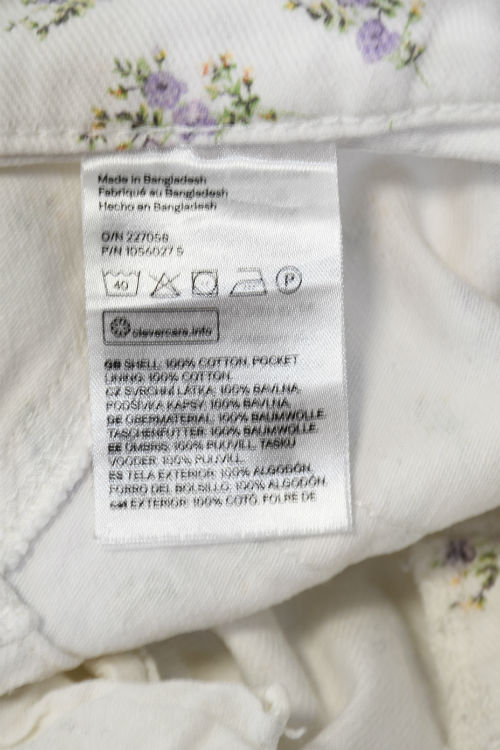 Made in Bangladesh
Fabriqué au Bangladesh
Hecho en Bangladesh
O/N 227058
P/N 1056027 5
40 P
clevercare.info
GB SHELL: 100% COTTON. POCKET
LINING: 100% COTTON.
CZ SVRCHNÍ LÁTKA: 100% BAVLNA.
PODŠÍVKA KAPSY: 100% BAVLNA.
DE OBERMATERIAL: 100% BAUMWOLLE.
TASCHENFUTTER: 100% BAUMWOLLE.
EE ÜMBRIS: 100% PUUVILL. TASKU
VOODER: 100% PUUVILL.
ES TELA EXTERIOR: 100% ALGODÓN.
FORRO DEL BOLSILLO: 100% ALGODÓN.
EXTERIOR: 100% COTÓ. FOLRE DE